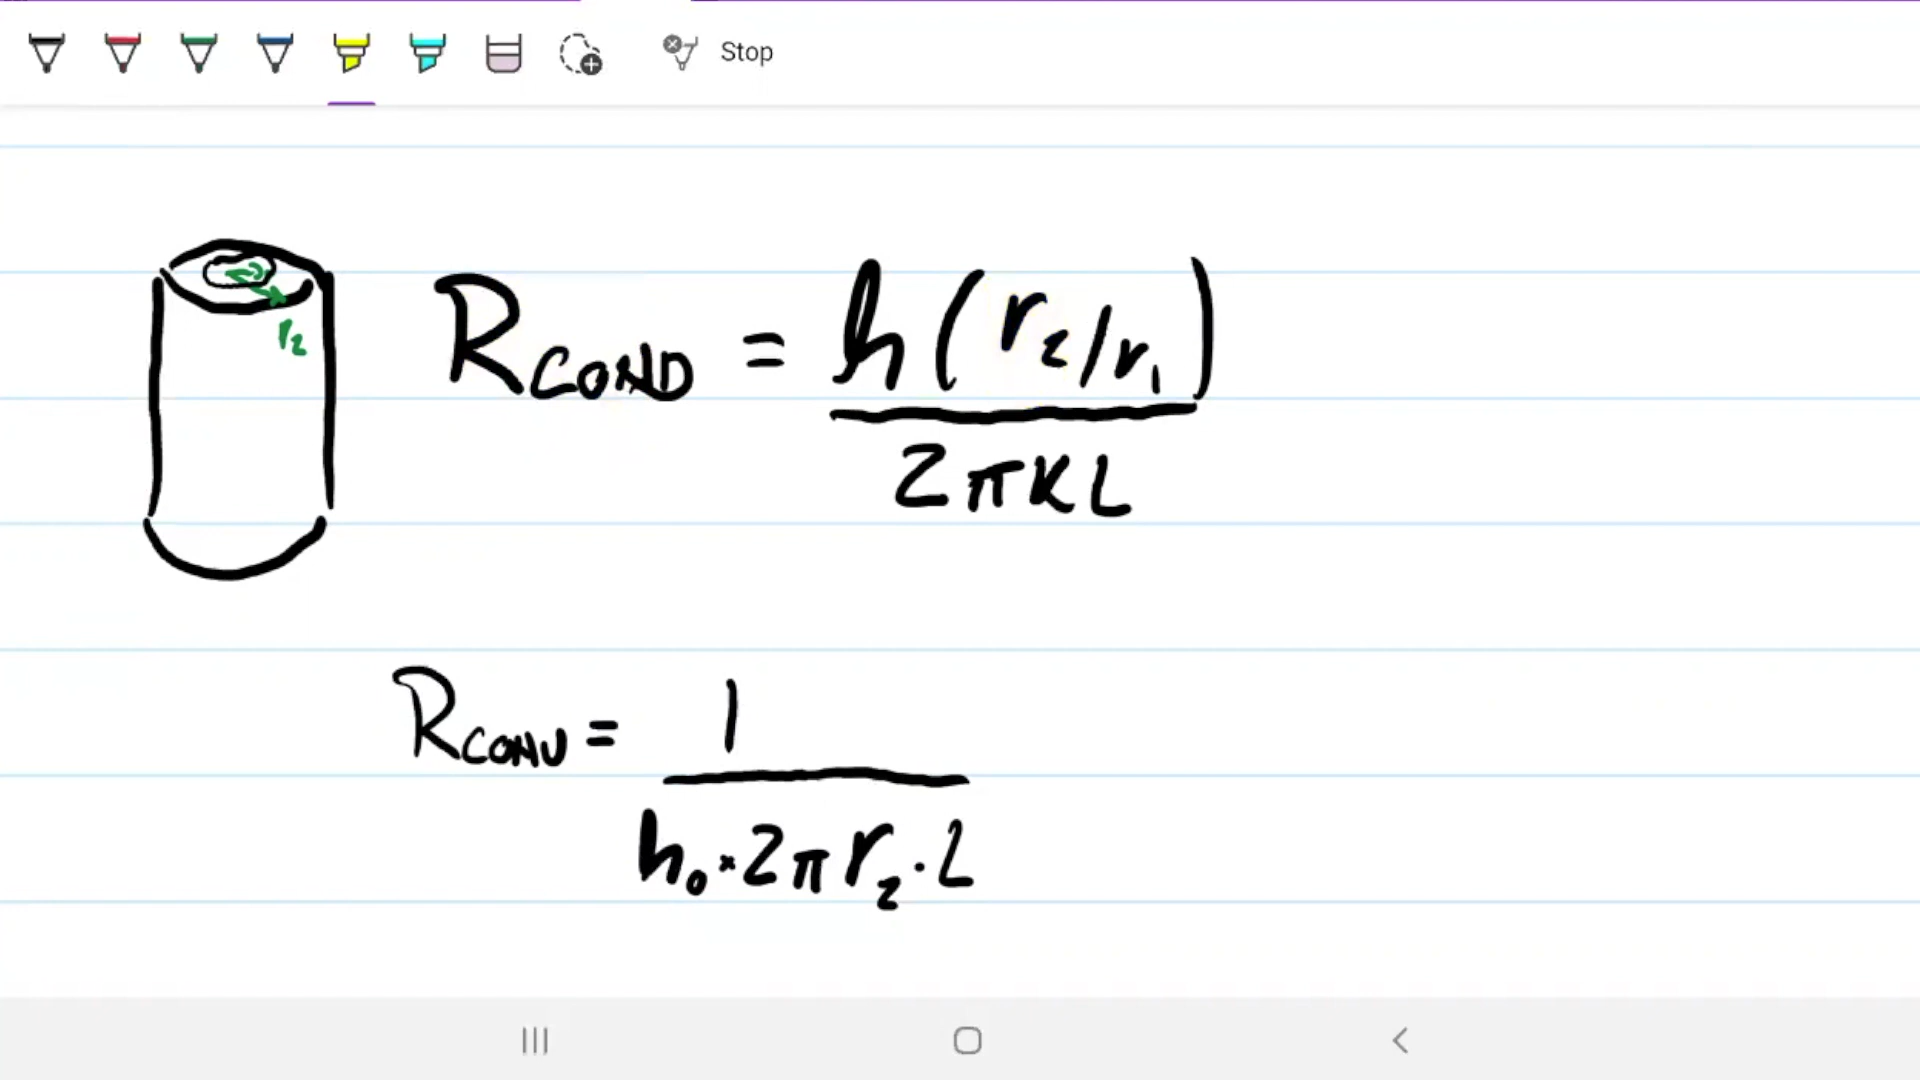 Stop
r₂
R_COND = ln(r₂/r₁) / 2πKL
R_CONV = 1 / h₀·2πr₂·L